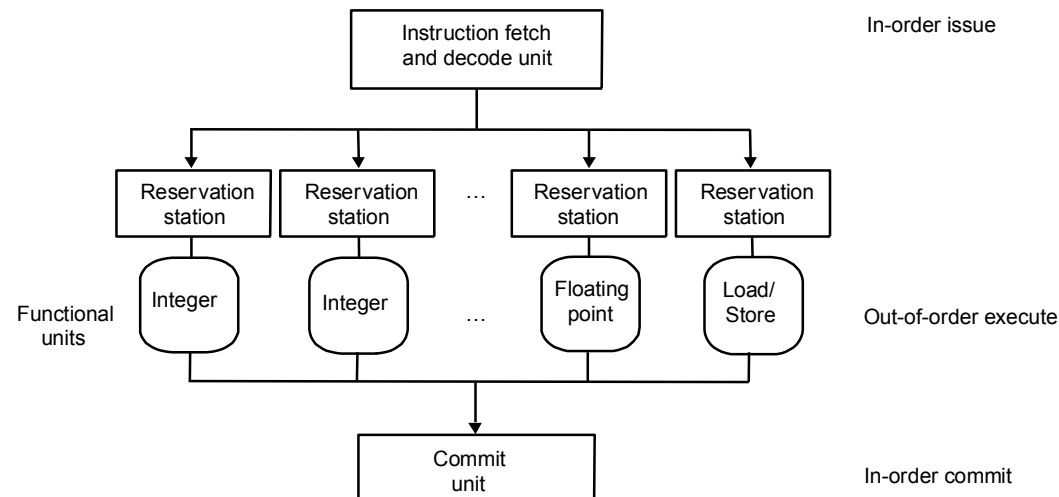 Instruction fetch
and decode unit
In-order issue
Reservation
station
Reservation
station
...
Reservation
station
Reservation
station
Functional
units
Integer
Integer
...
Floating
point
Load/
Store
Out-of-order execute
Commit
unit
In-order commit